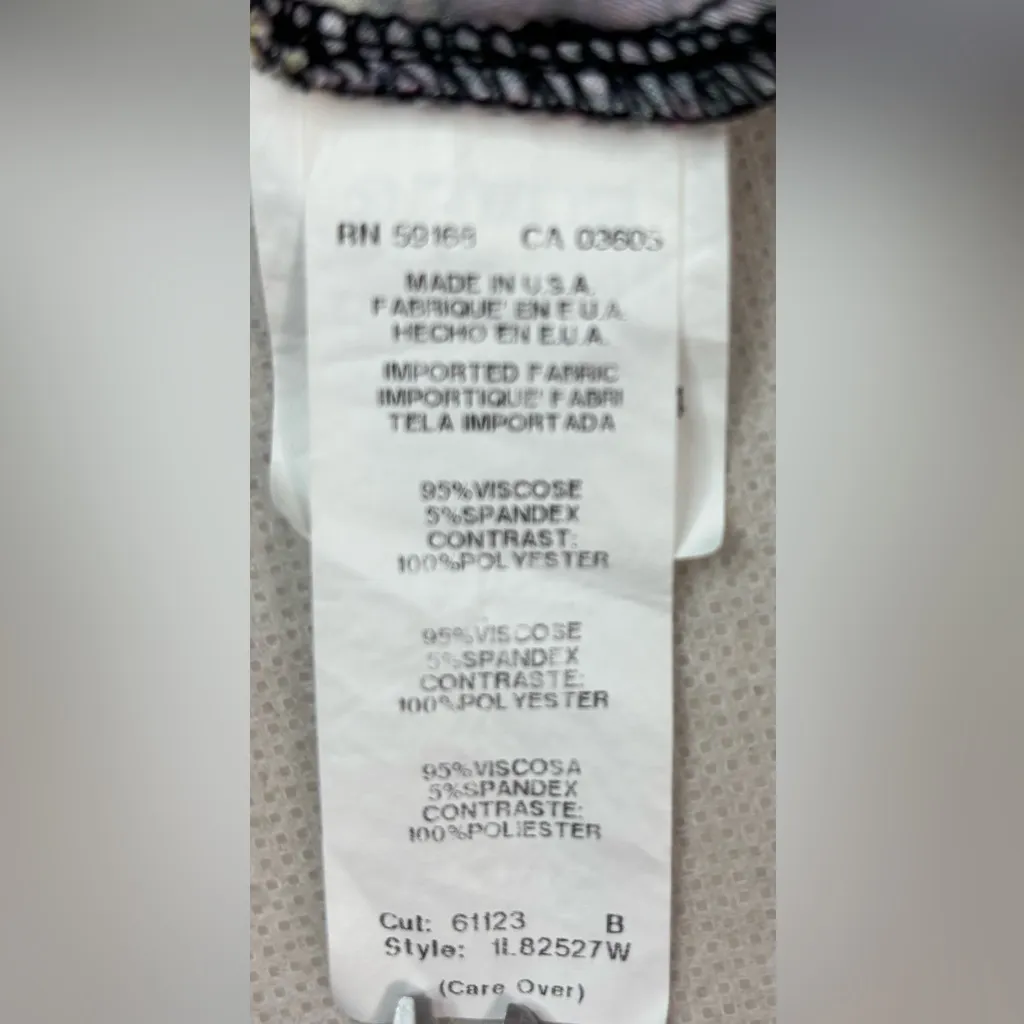 RN 59168 CA 03605
MADE IN U.S.A.
FABRIQUE' EN E.U.A.
HECHO EN E.U.A.
IMPORTED FABRIC
IMPORTIQUE' FABRI
TELA IMPORTADA
95%VISCOSE
5%SPANDEX
CONTRAST:
100%POLYESTER
95%VISCOSE
5%SPANDEX
CONTRASTE:
100%POLYESTER
95%VISCOSA
5%SPANDEX
CONTRASTE:
100%POLIESTER
Cut: 61123 B
Style: 1L82527W
(Care Over)